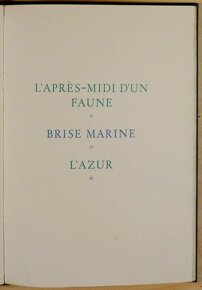 L'APRÈS-MIDI D'UN
FAUNE
*
BRISE MARINE
*
L'AZUR
*